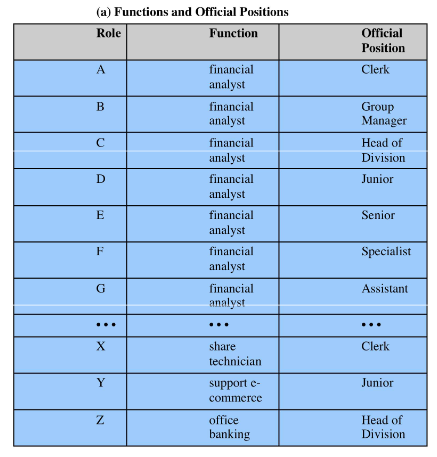 (a) Functions and Official Positions
Role Function Official
Position
A financial Clerk
analyst
B financial Group
analyst Manager
C financial Head of
analyst Division
D financial Junior
analyst
E financial Senior
analyst
F financial Specialist
analyst
G financial Assistant
analyst
••• ••• •••
X share Clerk
technician
Y support e- Junior
commerce
Z office Head of
banking Division